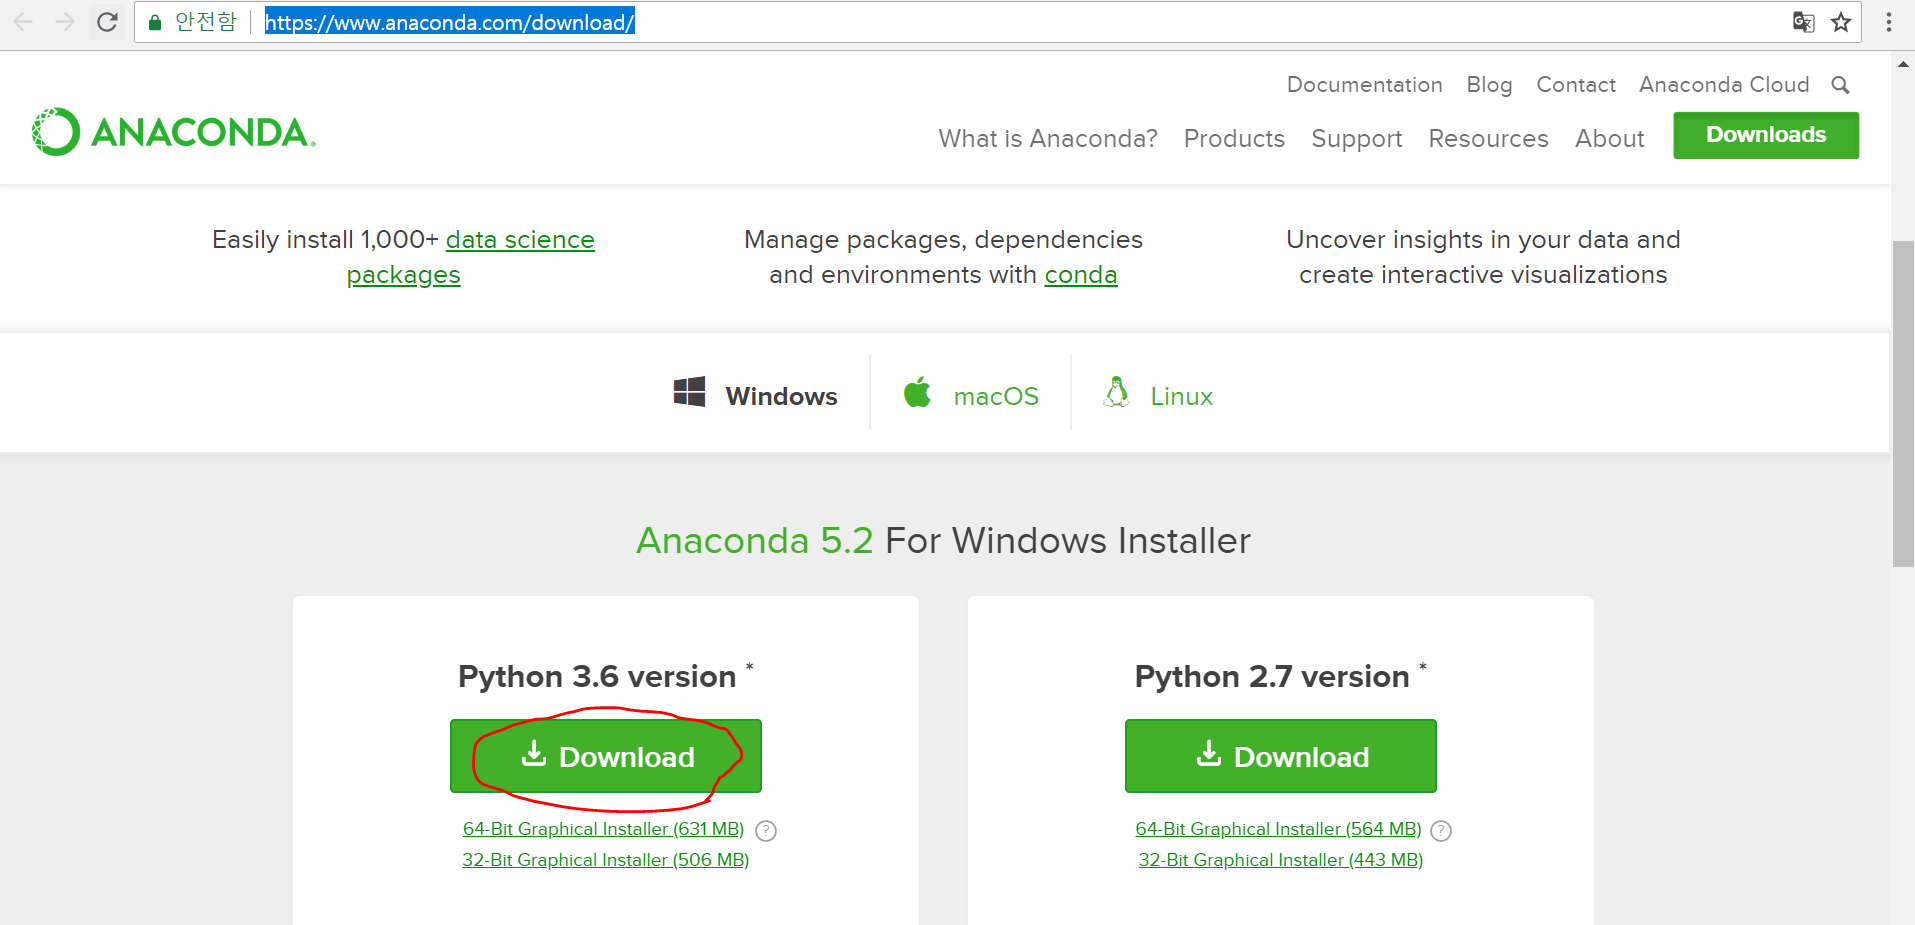 안전함 https://www.anaconda.com/download/
Documentation Blog Contact Anaconda Cloud
ANACONDA.
What is Anaconda? Products Support Resources About Downloads
Easily install 1,000+ data science
packages
Manage packages, dependencies
and environments with conda
Uncover insights in your data and
create interactive visualizations
Windows macOS Linux
Anaconda 5.2 For Windows Installer
Python 3.6 version *
Download
64-Bit Graphical Installer (631 MB) ?
32-Bit Graphical Installer (506 MB)
Python 2.7 version *
Download
64-Bit Graphical Installer (564 MB) ?
32-Bit Graphical Installer (443 MB)